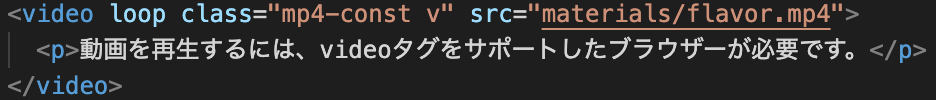 <video loop class="mp4-const v" src="materials/flavor.mp4">
<p>動画を再生するには、videoタグをサポートしたブラウザーが必要です。</p>
</video>